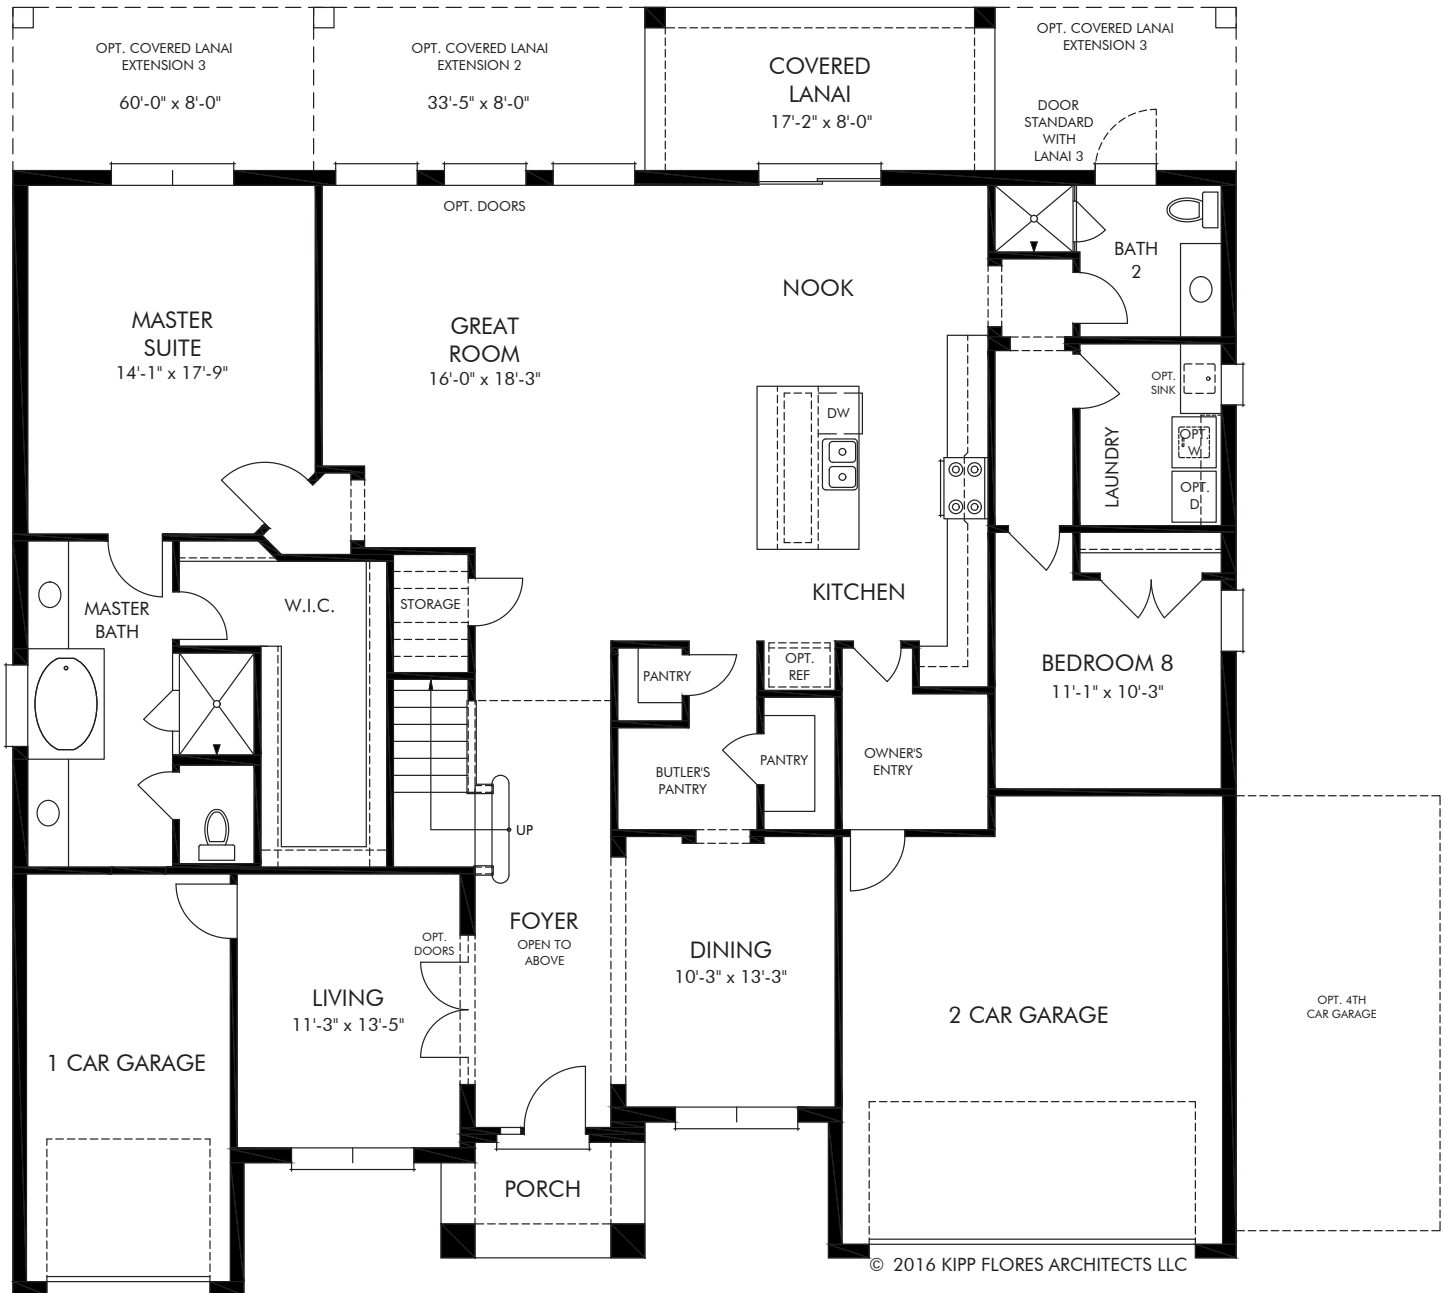 OPT. COVERED LANAI
EXTENSION 3
60'-0" x 8'-0"
OPT. COVERED LANAI
EXTENSION 2
33'-5" x 8'-0"
COVERED
LANAI
17'-2" x 8'-0"
OPT. COVERED LANAI
EXTENSION 3
DOOR
STANDARD
WITH
LANAI 3
OPT. DOORS
MASTER
SUITE
14'-1" x 17'-9"
GREAT
ROOM
16'-0" x 18'-3"
NOOK
BATH
2
OPT.
SINK
DW
LAUNDRY
OPT.
W
OPT.
D
MASTER
BATH
W.I.C.
STORAGE
KITCHEN
PANTRY
OPT.
REF
BEDROOM 8
11'-1" x 10'-3"
BUTLER'S
PANTRY
PANTRY
OWNER'S
ENTRY
UP
FOYER
OPEN TO
ABOVE
OPT.
DOORS
LIVING
11'-3" x 13'-5"
DINING
10'-3" x 13'-3"
1 CAR GARAGE
2 CAR GARAGE
OPT. 4TH
CAR GARAGE
PORCH
© 2016 KIPP FLORES ARCHITECTS LLC